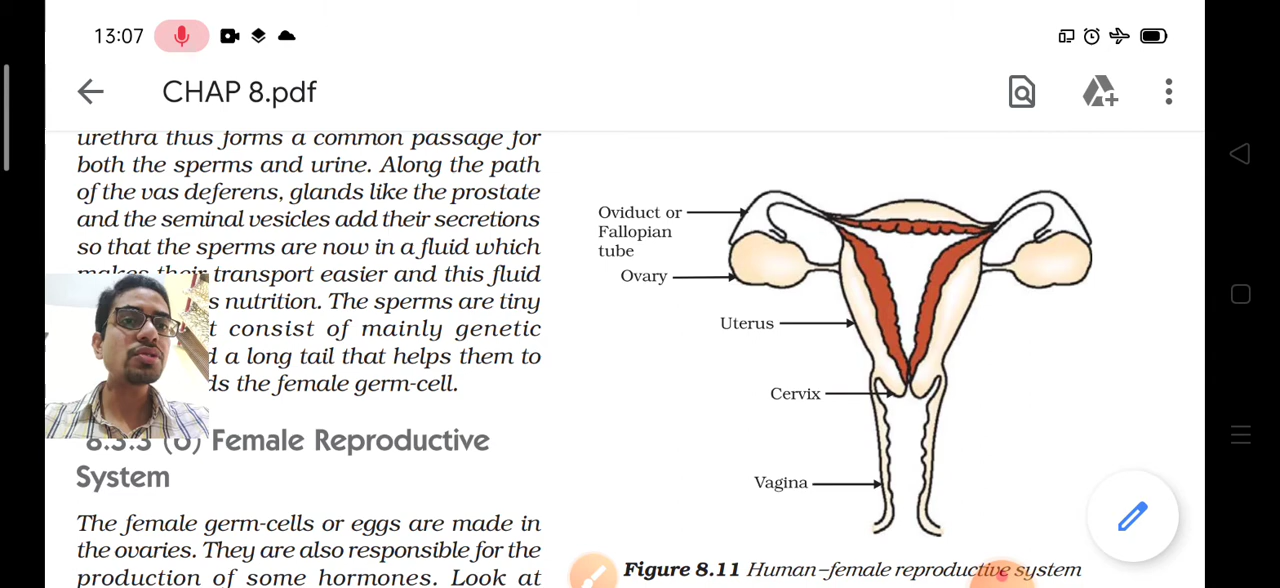 13:07
CHAP 8.pdf
urethra thus forms a common passage for
both the sperms and urine. Along the path
of the vas deferens, glands like the prostate
and the seminal vesicles add their secretions
so that the sperms are now in a fluid which
makes their transport easier and this fluid
s nutrition. The sperms are tiny
t consist of mainly genetic
a long tail that helps them to
the female germ-cell.
8.3.3 Female Reproductive
System
The female germ-cells or eggs are made in
the ovaries. They are also responsible for the
production of some hormones. Look at
Oviduct or
Fallopian
tube
Ovary
Uterus
Cervix
Vagina
Figure 8.11 Human–female reproductive system